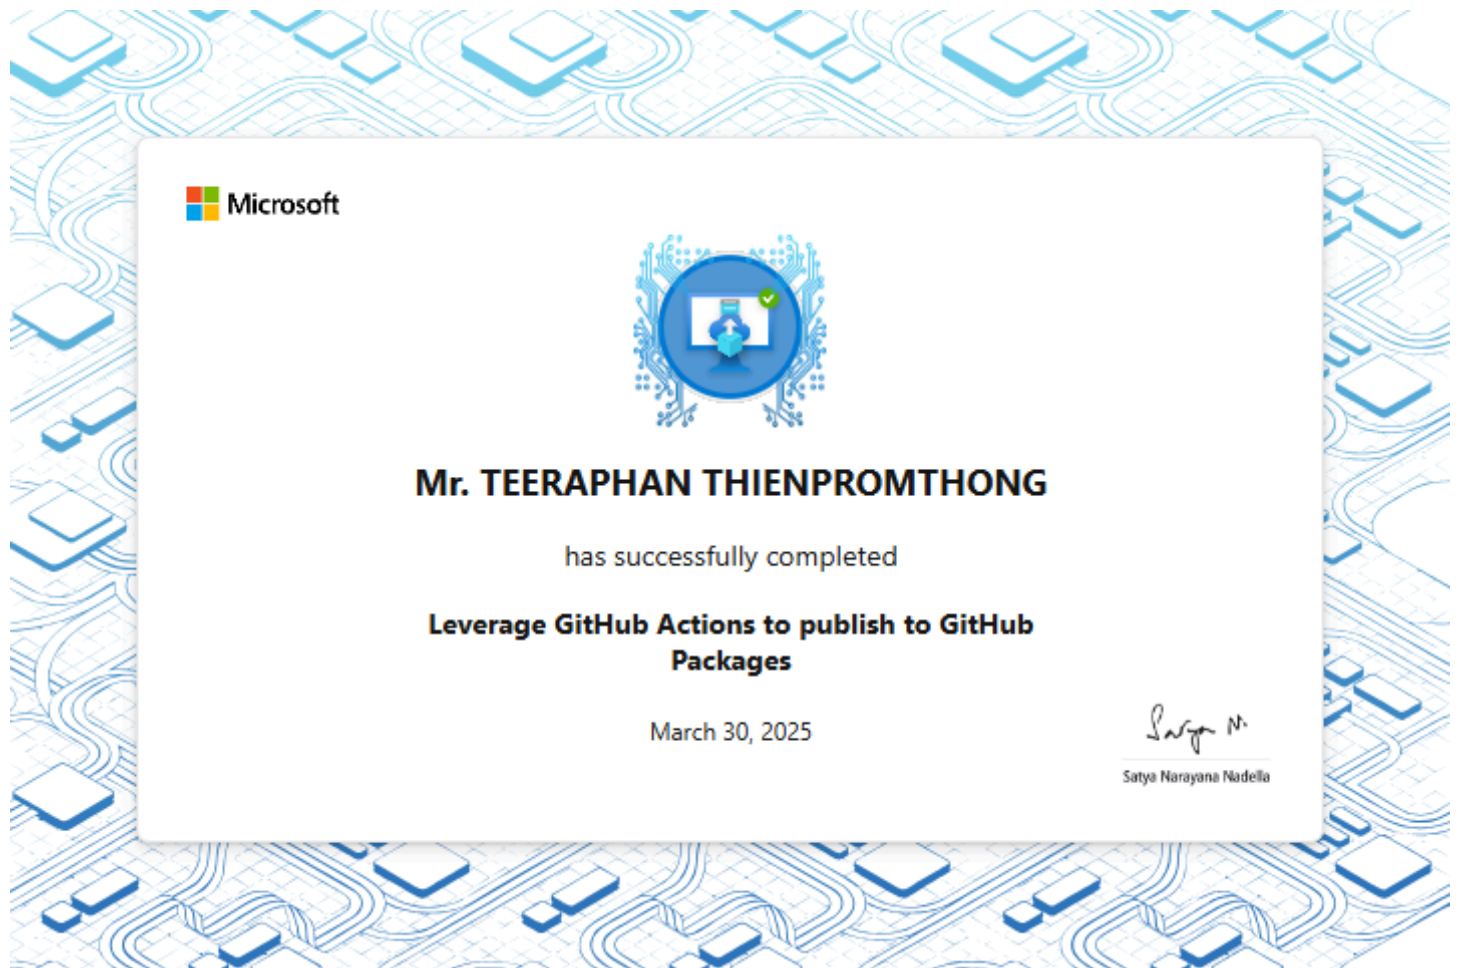 Microsoft
Mr. TEERAPHAN THIENPROMTHONG
has successfully completed
Leverage GitHub Actions to publish to GitHub
Packages
March 30, 2025
Satya N.
Satya Narayana Nadella